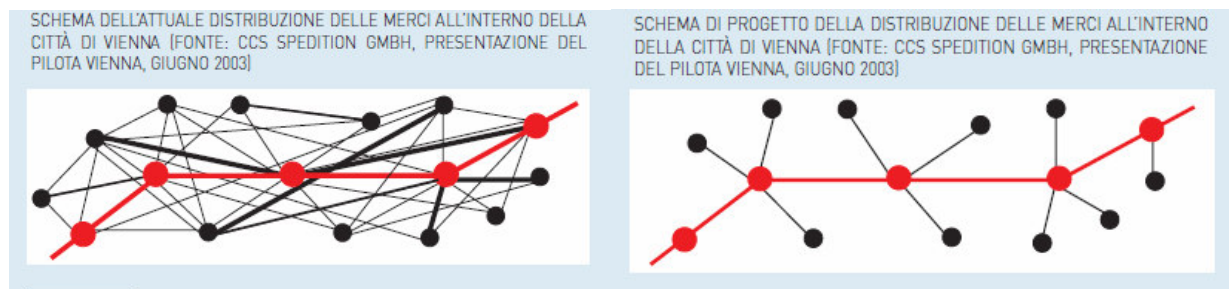 SCHEMA DELL'ATTUALE DISTRIBUZIONE DELLE MERCI ALL'INTERNO DELLA
CITTÀ DI VIENNA (FONTE: CCS SPEDITION GMBH, PRESENTAZIONE DEL
PILOTA VIENNA, GIUGNO 2003)
SCHEMA DI PROGETTO DELLA DISTRIBUZIONE DELLE MERCI ALL'INTERNO
DELLA CITTÀ DI VIENNA (FONTE: CCS SPEDITION GMBH, PRESENTAZIONE
DEL PILOTA VIENNA, GIUGNO 2003)